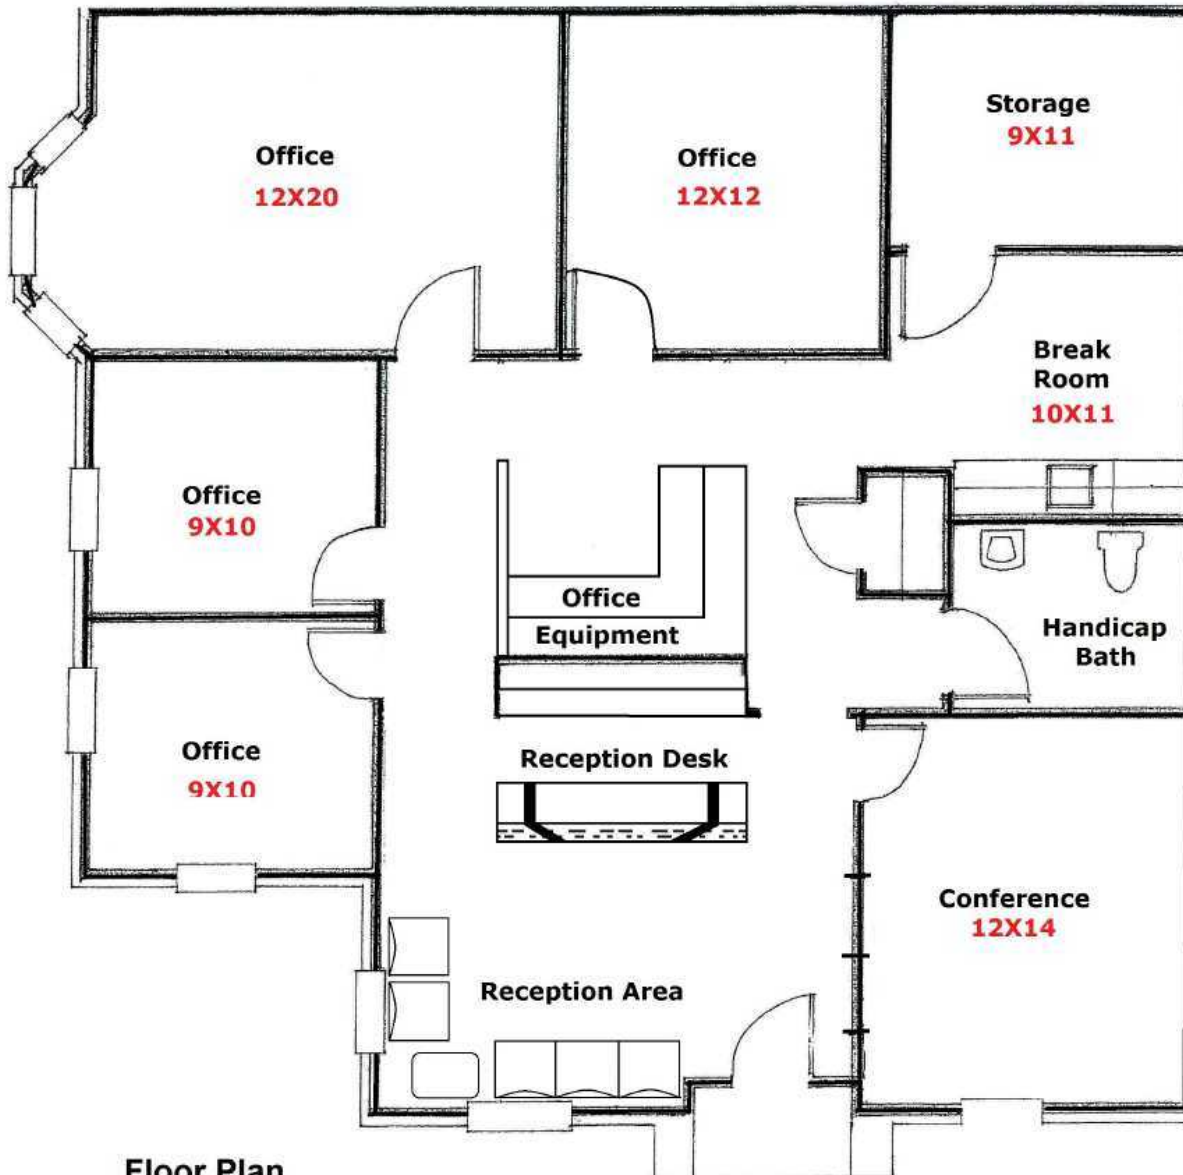 Office
12X20
Office
12X12
Storage
9X11
Break
Room
10X11
Office
9X10
Office
Equipment
Handicap
Bath
Office
9X10
Reception Desk
Conference
12X14
Reception Area
Floor Plan